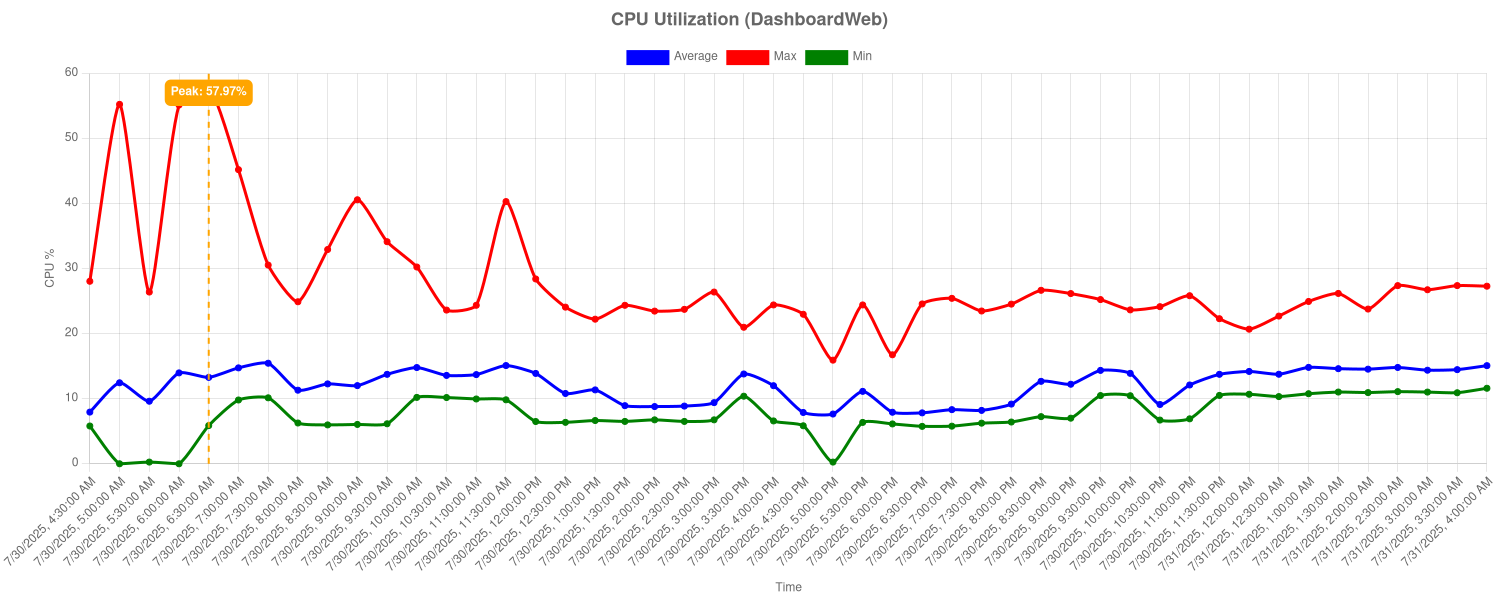 CPU Utilization (DashboardWeb)
Average Max Min
Peak: 57.97%
60
50
40
30
20
10
0
CPU %
7/30/2025, 4:30:00 AM
7/30/2025, 5:00:00 AM
7/30/2025, 5:30:00 AM
7/30/2025, 6:00:00 AM
7/30/2025, 6:30:00 AM
7/30/2025, 7:00:00 AM
7/30/2025, 7:30:00 AM
7/30/2025, 8:00:00 AM
7/30/2025, 8:30:00 AM
7/30/2025, 9:00:00 AM
7/30/2025, 9:30:00 AM
7/30/2025, 10:00:00 AM
7/30/2025, 10:30:00 AM
7/30/2025, 11:00:00 AM
7/30/2025, 11:30:00 AM
7/30/2025, 12:00:00 PM
7/30/2025, 12:30:00 PM
7/30/2025, 1:00:00 PM
7/30/2025, 1:30:00 PM
7/30/2025, 2:00:00 PM
7/30/2025, 2:30:00 PM
7/30/2025, 3:00:00 PM
7/30/2025, 3:30:00 PM
7/30/2025, 4:00:00 PM
7/30/2025, 4:30:00 PM
7/30/2025, 5:00:00 PM
7/30/2025, 5:30:00 PM
7/30/2025, 6:00:00 PM
7/30/2025, 6:30:00 PM
7/30/2025, 7:00:00 PM
7/30/2025, 7:30:00 PM
7/30/2025, 8:00:00 PM
7/30/2025, 8:30:00 PM
7/30/2025, 9:00:00 PM
7/30/2025, 9:30:00 PM
7/30/2025, 10:00:00 PM
7/30/2025, 10:30:00 PM
7/30/2025, 11:00:00 PM
7/30/2025, 11:30:00 PM
7/31/2025, 12:00:00 AM
7/31/2025, 12:30:00 AM
7/31/2025, 1:00:00 AM
7/31/2025, 1:30:00 AM
7/31/2025, 2:00:00 AM
7/31/2025, 2:30:00 AM
7/31/2025, 3:00:00 AM
7/31/2025, 3:30:00 AM
7/31/2025, 4:00:00 AM
Time